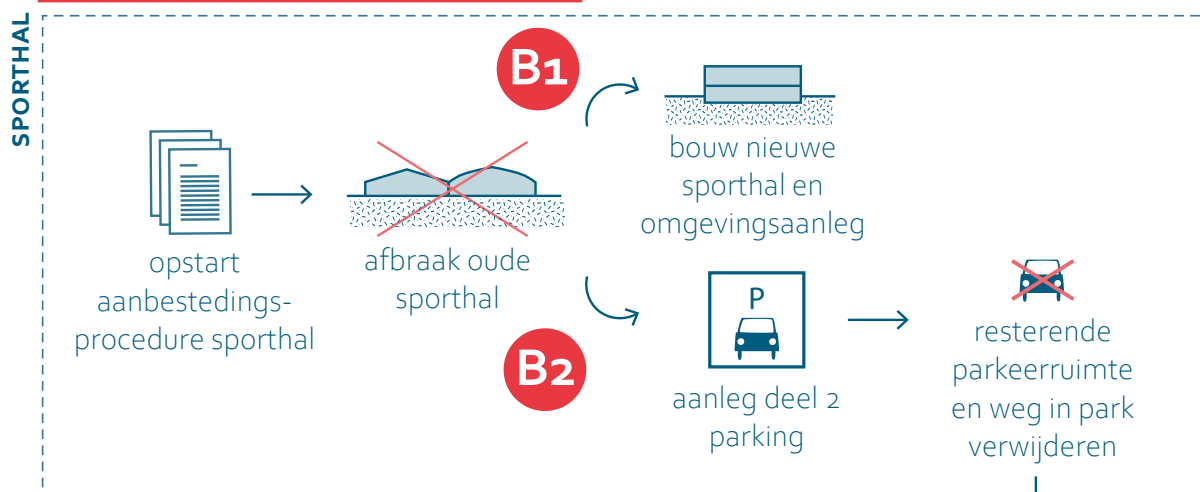 SPORTHAL
opstart
aanbestedings-
procedure sporthal
afbraak oude
sporthal
B1
bouw nieuwe
sporthal en
omgevingsaanleg
B2
P
aanleg deel 2
parking
resterende
parkeerruimte
en weg in park
verwijderen